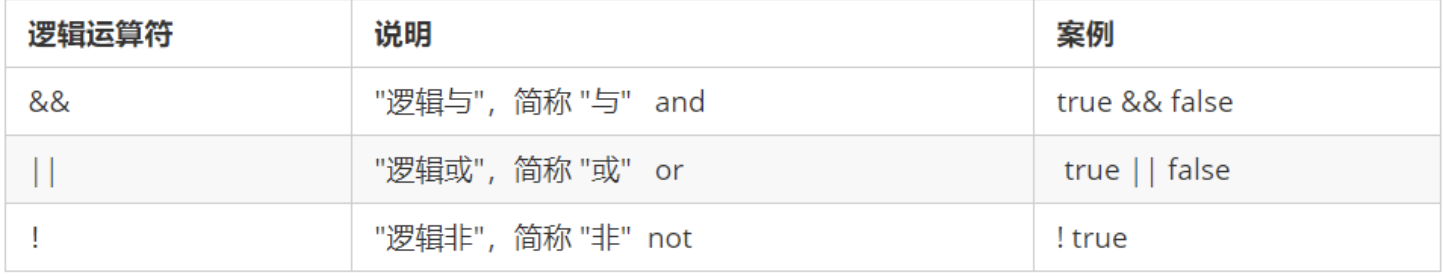 逻辑运算符 说明 案例
&& "逻辑与"，简称 "与" and true && false
|| "逻辑或"，简称 "或" or true || false
! "逻辑非"，简称 "非" not ! true